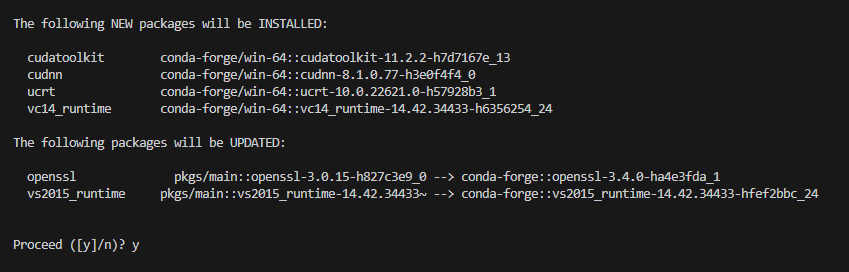 The following NEW packages will be INSTALLED:
cudatoolkit conda-forge/win-64::cudatoolkit-11.2.2-h7d7167e_13
cudnn conda-forge/win-64::cudnn-8.1.0.77-h3e0f4f4_0
ucrt conda-forge/win-64::ucrt-10.0.22621.0-h57928b3_1
vc14_runtime conda-forge/win-64::vc14_runtime-14.42.34433-h6356254_24
The following packages will be UPDATED:
openssl pkgs/main::openssl-3.0.15-h827c3e9_0 --> conda-forge::openssl-3.4.0-ha4e3fda_1
vs2015_runtime pkgs/main::vs2015_runtime-14.42.34433~ --> conda-forge::vs2015_runtime-14.42.34433-hfef2bbc_24
Proceed ([y]/n)? y